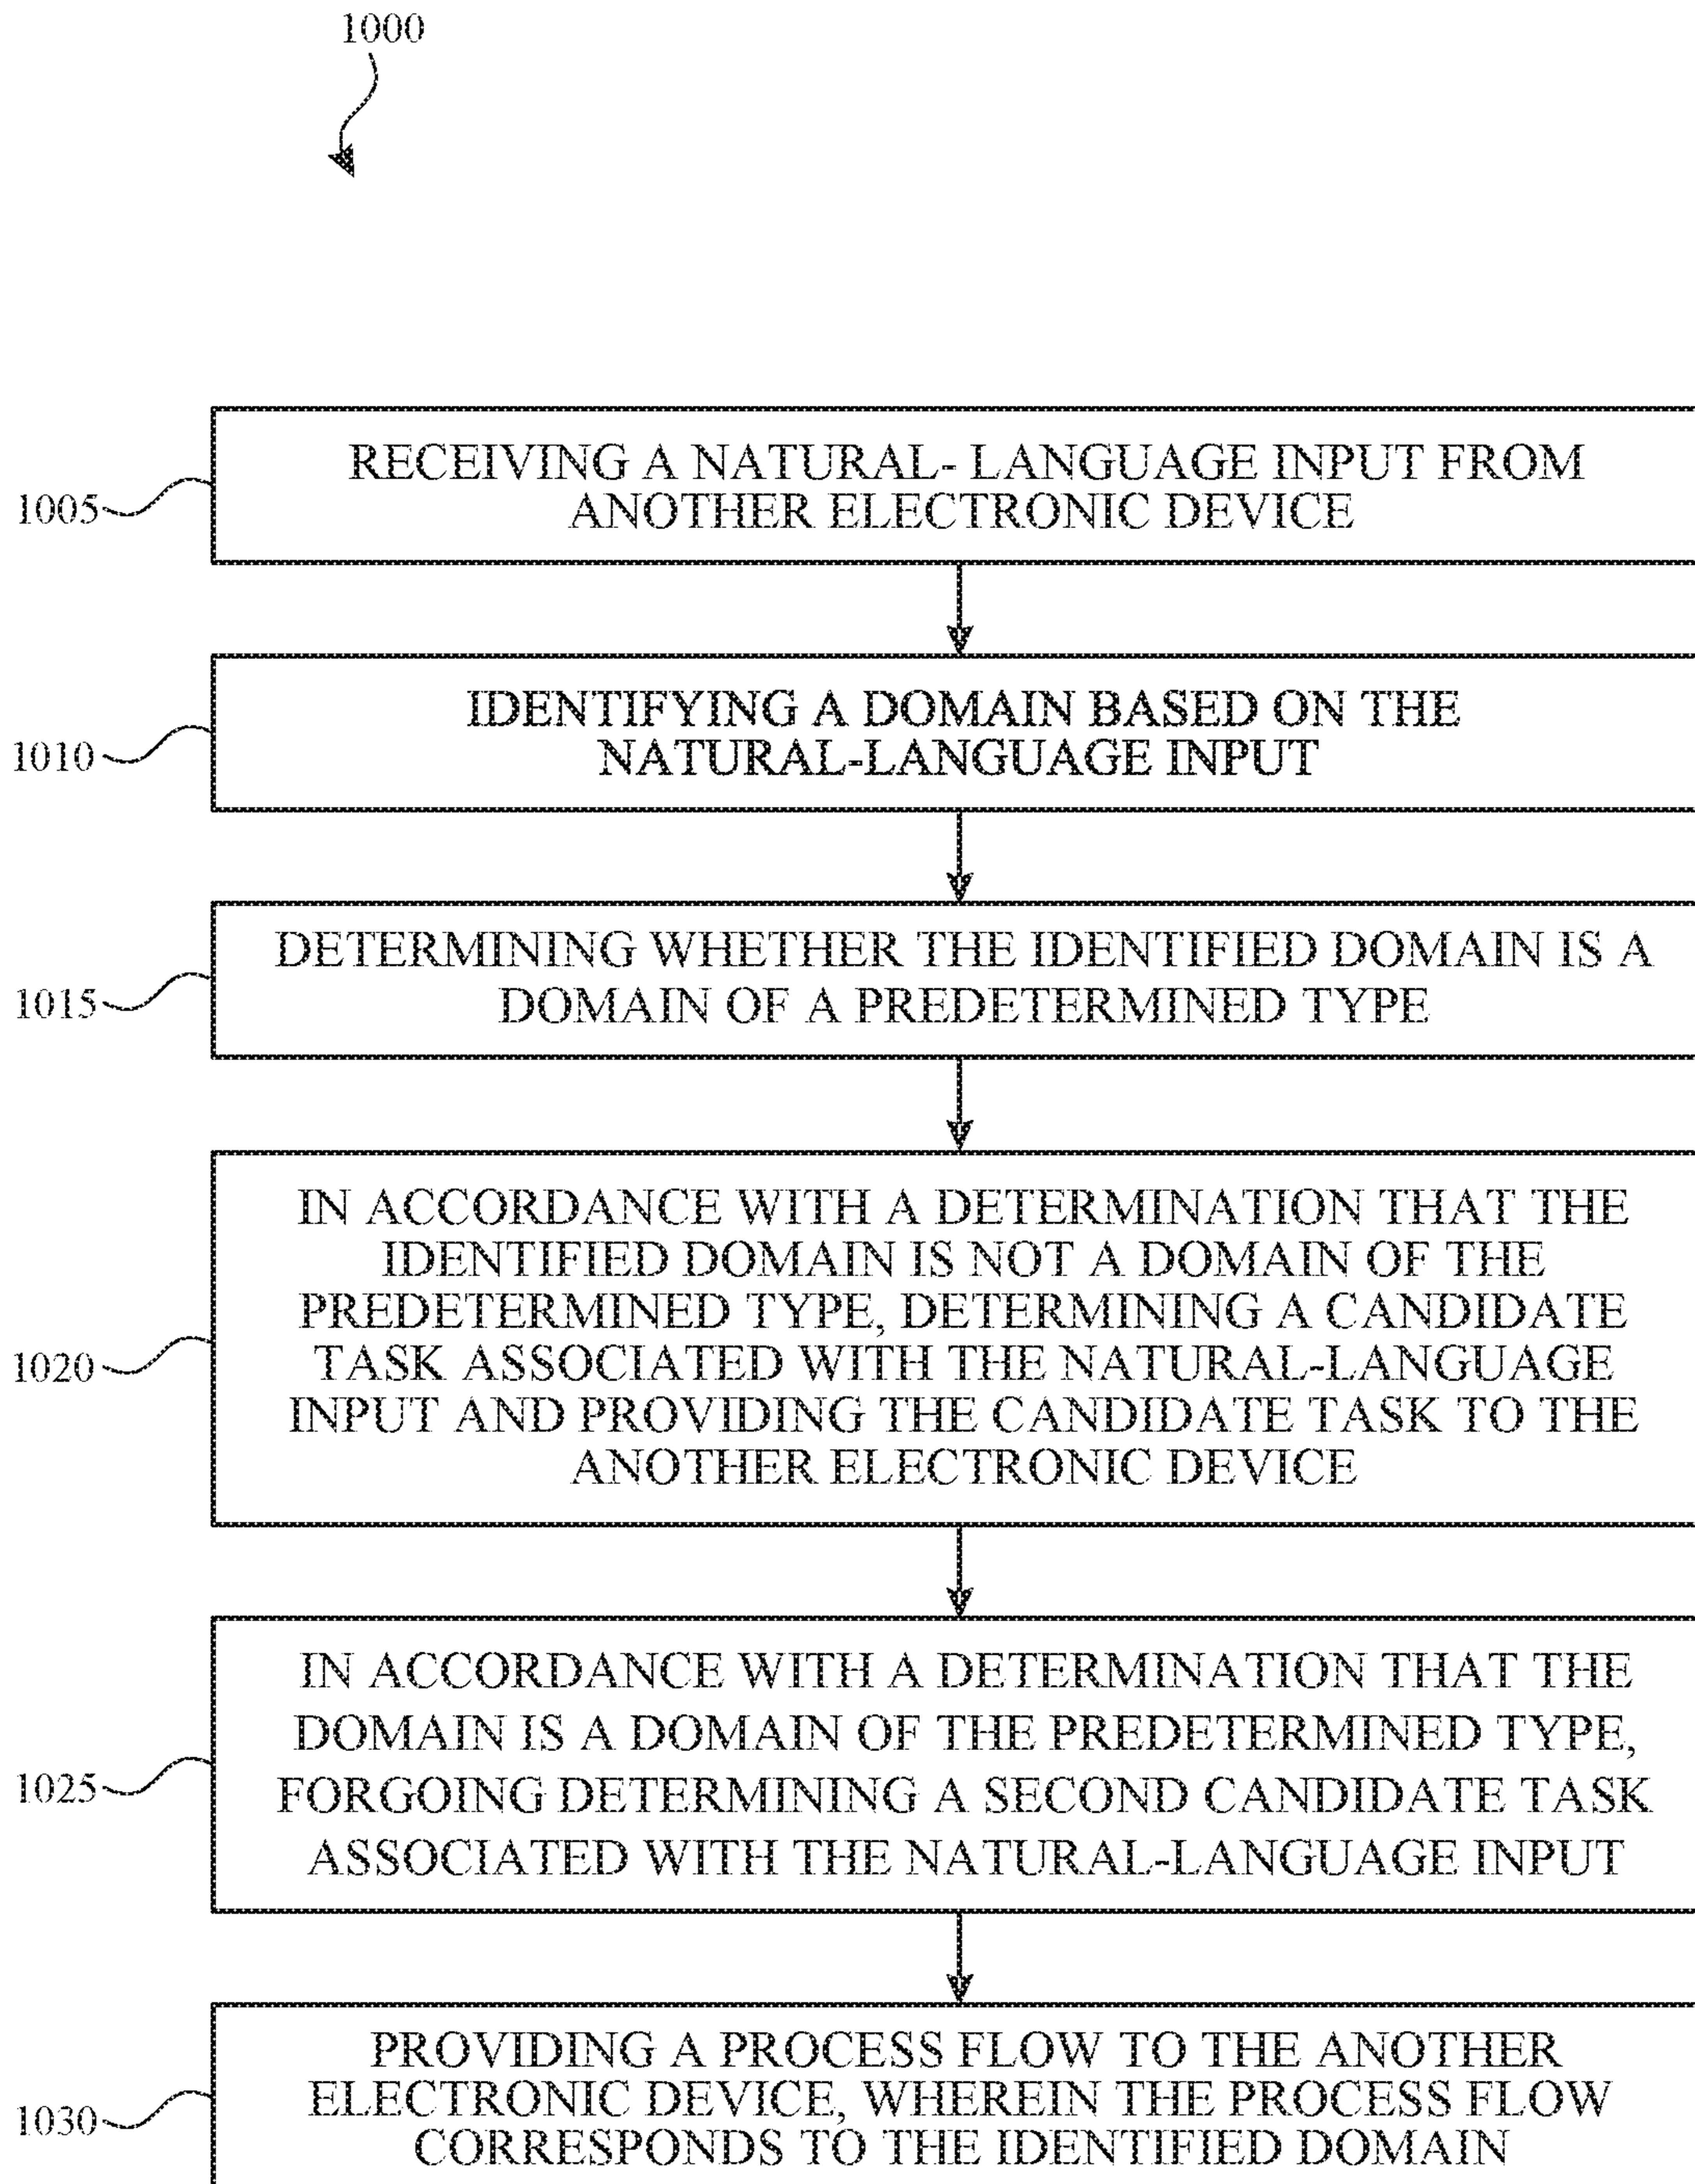 1000
RECEIVING A NATURAL- LANGUAGE INPUT FROM
ANOTHER ELECTRONIC DEVICE
1005
IDENTIFYING A DOMAIN BASED ON THE
NATURAL-LANGUAGE INPUT
1010
DETERMINING WHETHER THE IDENTIFIED DOMAIN IS A
DOMAIN OF A PREDETERMINED TYPE
1015
IN ACCORDANCE WITH A DETERMINATION THAT THE
IDENTIFIED DOMAIN IS NOT A DOMAIN OF THE
PREDETERMINED TYPE, DETERMINING A CANDIDATE
TASK ASSOCIATED WITH THE NATURAL-LANGUAGE
INPUT AND PROVIDING THE CANDIDATE TASK TO THE
ANOTHER ELECTRONIC DEVICE
1020
IN ACCORDANCE WITH A DETERMINATION THAT THE
DOMAIN IS A DOMAIN OF THE PREDETERMINED TYPE,
FORGOING DETERMINING A SECOND CANDIDATE TASK
ASSOCIATED WITH THE NATURAL-LANGUAGE INPUT
1025
PROVIDING A PROCESS FLOW TO THE ANOTHER
ELECTRONIC DEVICE, WHEREIN THE PROCESS FLOW
CORRESPONDS TO THE IDENTIFIED DOMAIN
1030